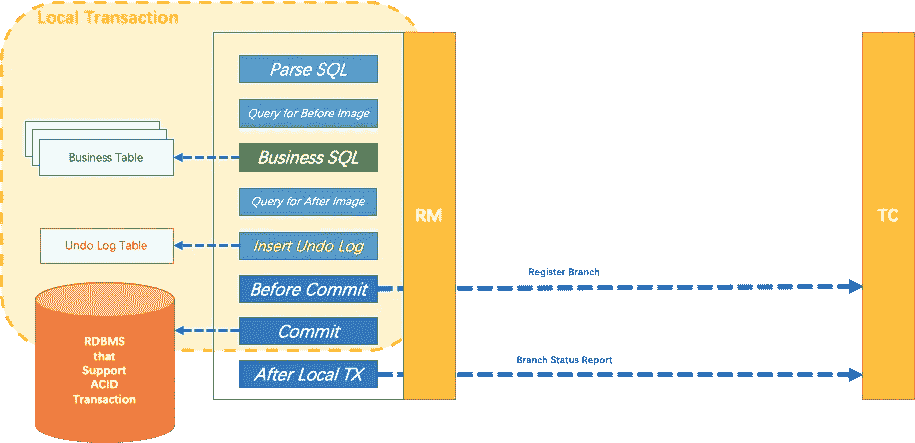 Local Transaction
Parse SQL
Query for Before Image
Business Table
Business SQL
Query for After Image
RM
TC
Undo Log Table
Insert Undo Log
Before Commit
Register Branch
RDBMS
that
Support
ACID
Transaction
Commit
After Local TX
Branch Status Report